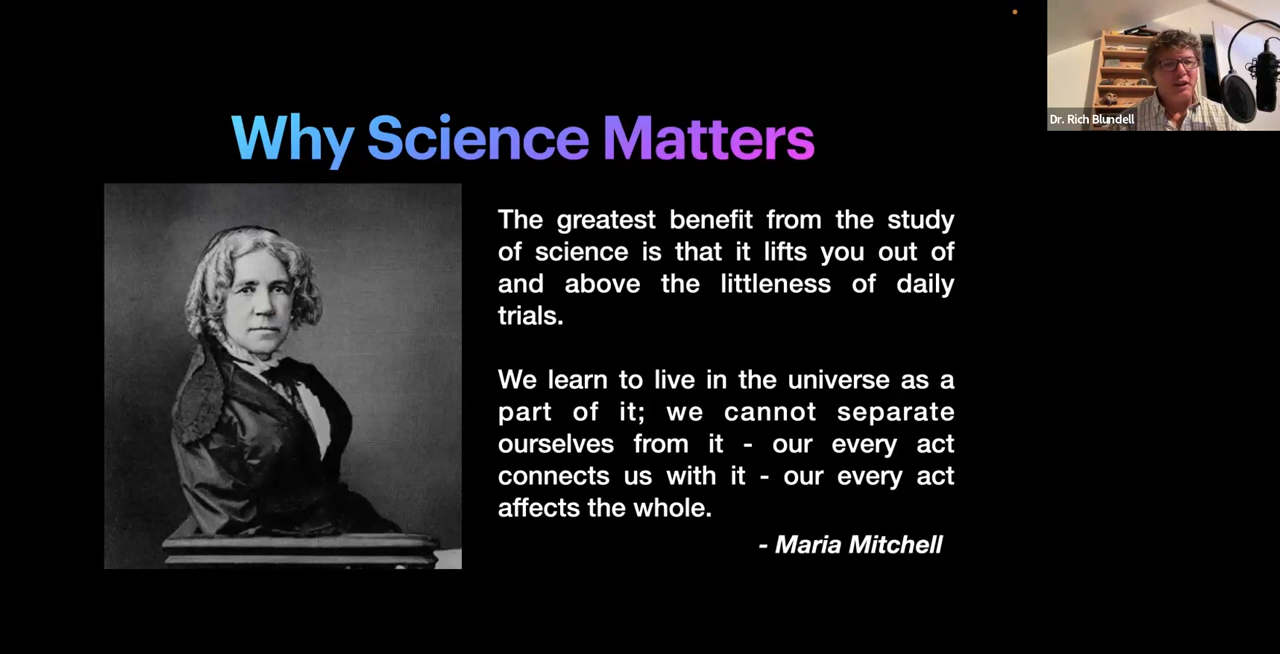 Why Science Matters
Dr. Rich Blundell
The greatest benefit from the study
of science is that it lifts you out of
and above the littleness of daily
trials.
We learn to live in the universe as a
part of it; we cannot separate
ourselves from it - our every act
connects us with it - our every act
affects the whole.
- Maria Mitchell